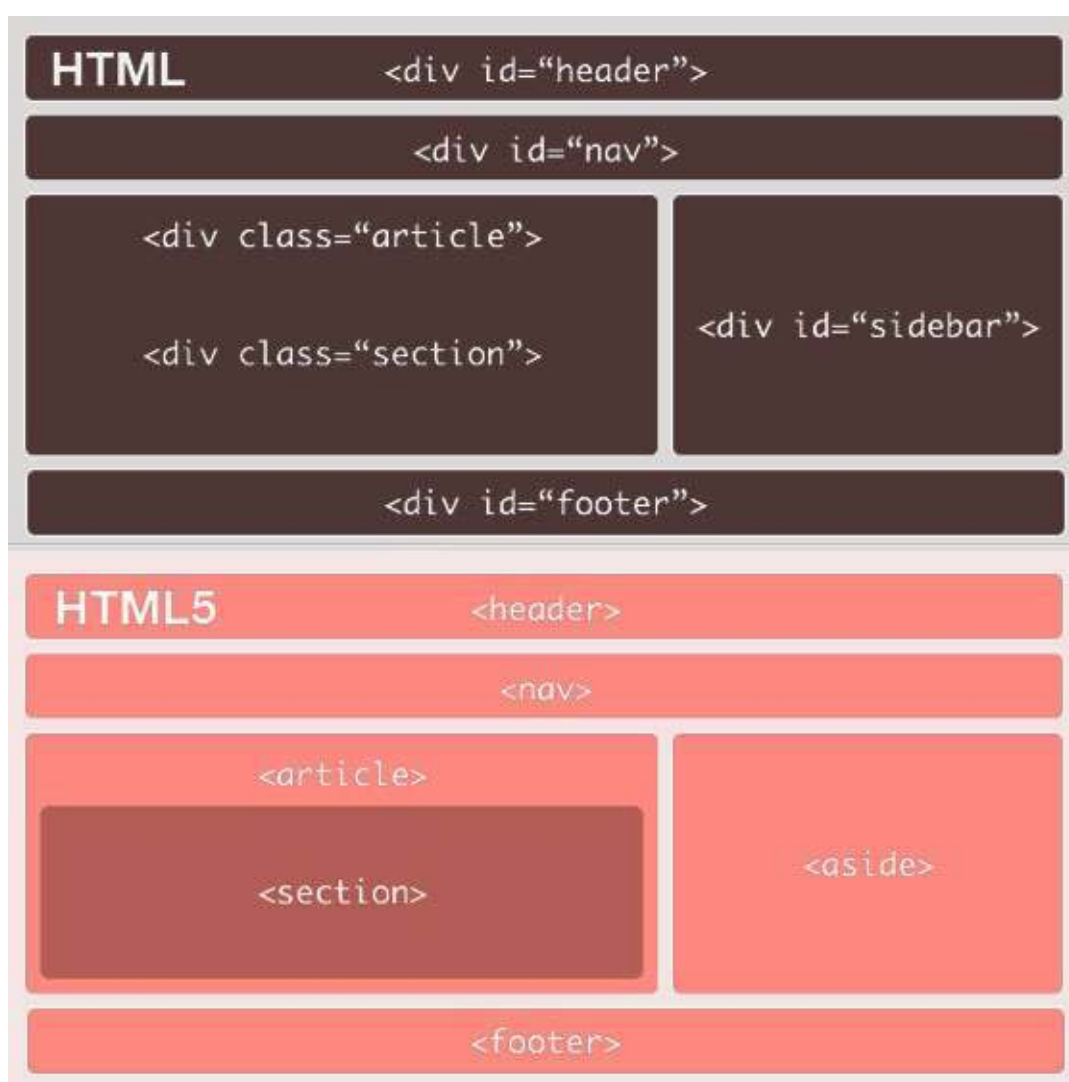 HTML <div id=“header”>
<div id=“nav”>
<div class=“article”>
<div class=“section”>
<div id=“sidebar”>
<div id=“footer”>
HTML5 <header>
<nav>
<article>
<section>
<aside>
<footer>